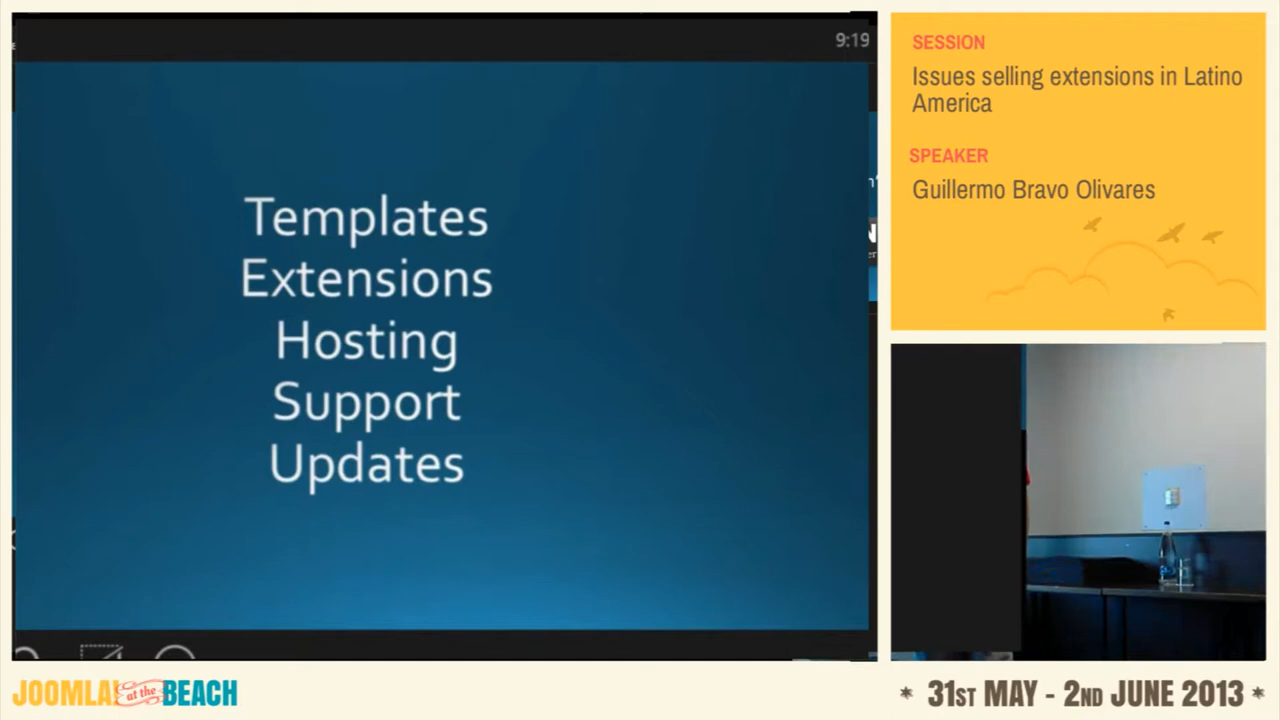 9:19
Templates
Extensions
Hosting
Support
Updates
SESSION
Issues selling extensions in Latino
America
SPEAKER
Guillermo Bravo Olivares
JOOMLA! at the BEACH
* 31ST MAY - 2ND JUNE 2013 *